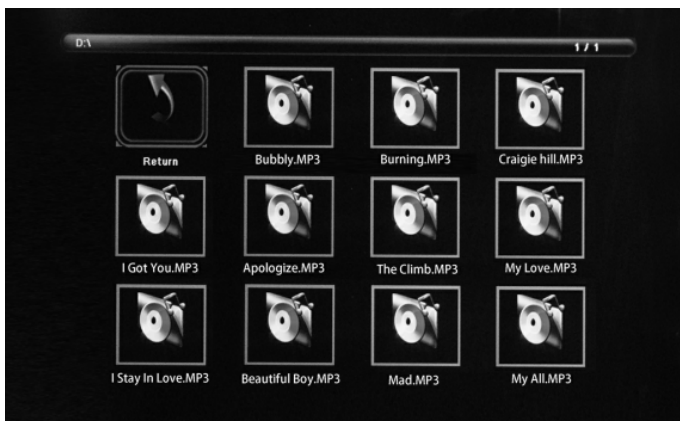 D:\
1 / 1
Return
Bubbly.MP3
Burning.MP3
Craigie hill.MP3
I Got You.MP3
Apologize.MP3
The Climb.MP3
My Love.MP3
I Stay In Love.MP3
Beautiful Boy.MP3
Mad.MP3
My All.MP3